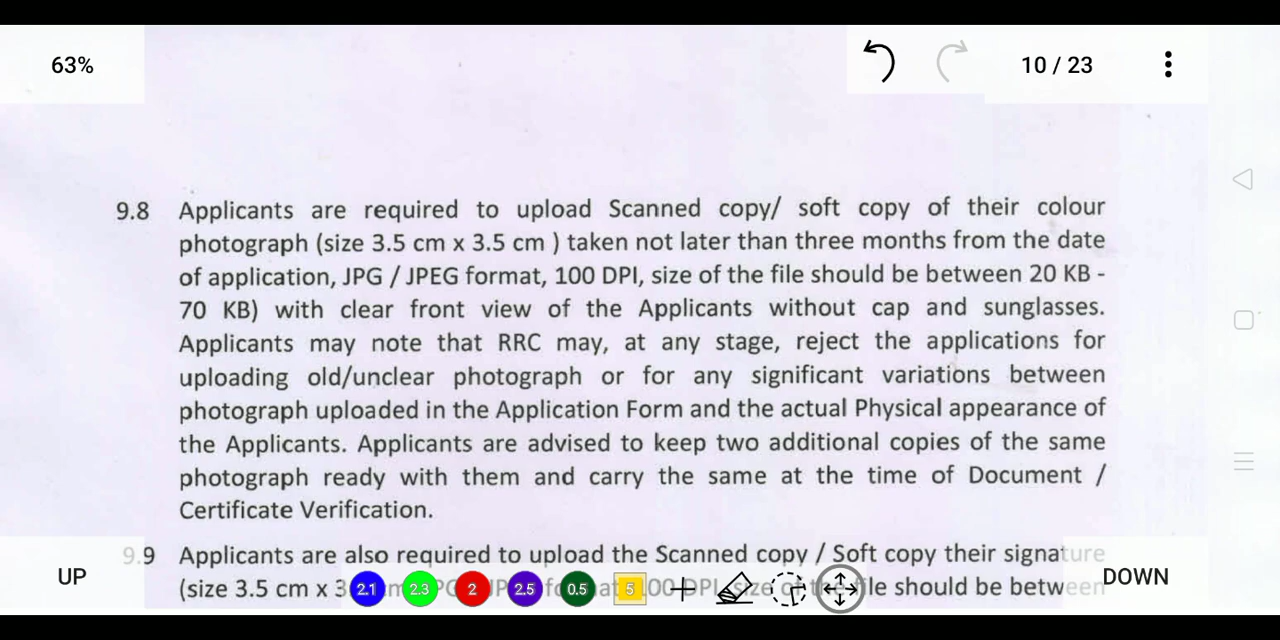 63%
10 / 23
9.8 Applicants are required to upload Scanned copy/ soft copy of their colour
photograph (size 3.5 cm x 3.5 cm ) taken not later than three months from the date
of application, JPG / JPEG format, 100 DPI, size of the file should be between 20 KB -
70 KB) with clear front view of the Applicants without cap and sunglasses.
Applicants may note that RRC may, at any stage, reject the applications for
uploading old/unclear photograph or for any significant variations between
photograph uploaded in the Application Form and the actual Physical appearance of
the Applicants. Applicants are advised to keep two additional copies of the same
photograph ready with them and carry the same at the time of Document /
Certificate Verification.
9.9 Applicants are also required to upload the Scanned copy / Soft copy their signature
(size 3.5 cm x DPI, size of the file should be between
UP
2.1 2.3 2 2.5 0.5 5
DOWN